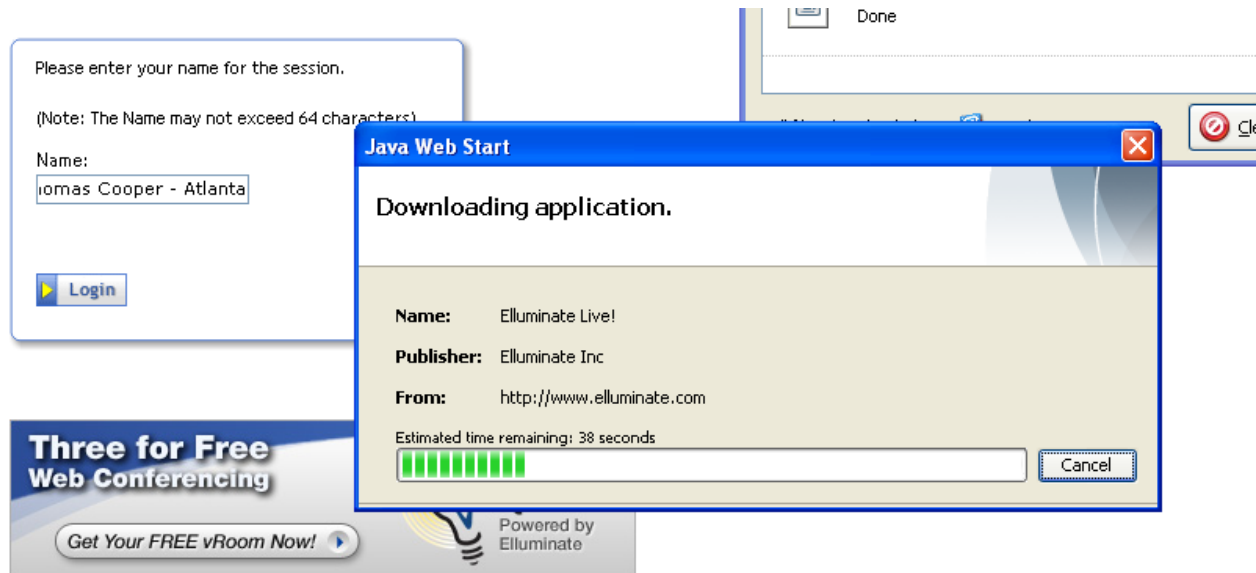 Done
Please enter your name for the session.
(Note: The Name may not exceed 64 characters)
Name:
omas Cooper - Atlanta
Login
Java Web Start
Downloading application.
Name: Elluminate Live!
Publisher: Elluminate Inc
From: http://www.elluminate.com
Estimated time remaining: 38 seconds
Cancel
Three for Free
Web Conferencing
Get Your FREE vRoom Now!
Powered by
Elluminate